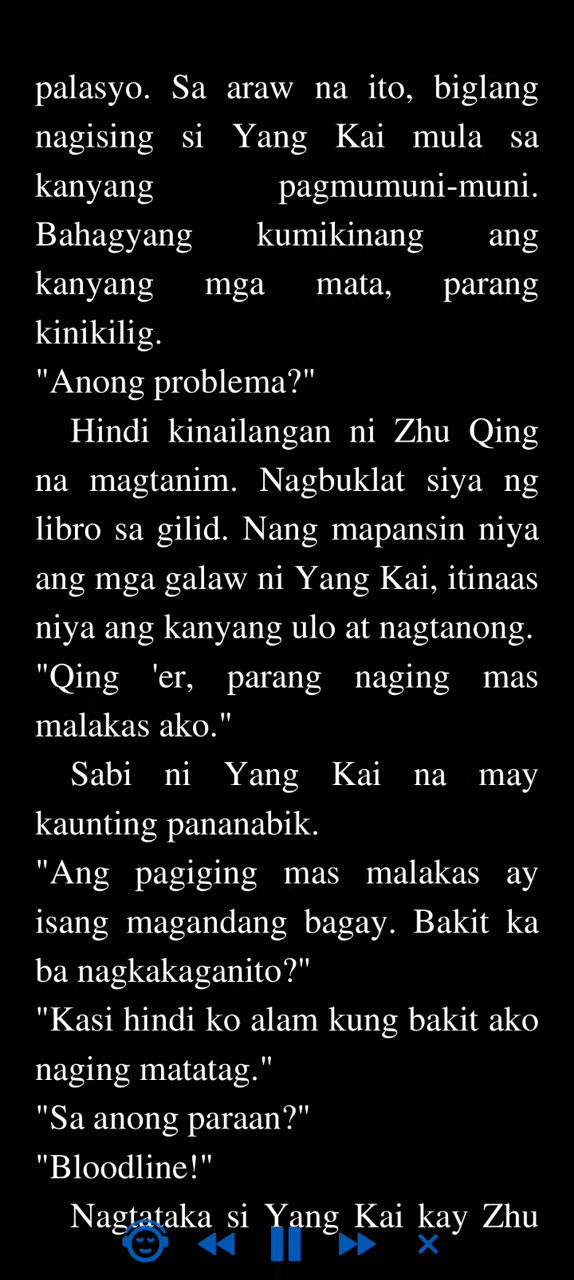 palasyo. Sa araw na ito, biglang
nagising si Yang Kai mula sa
kanyang pagmumuni-muni.
Bahagyang kumikinang ang
kanyang mga mata, parang
kinikilig.
"Anong problema?"
Hindi kinailangan ni Zhu Qing
na magtanim. Nagbuklat siya ng
libro sa gilid. Nang mapansin niya
ang mga galaw ni Yang Kai, itinaas
niya ang kanyang ulo at nagtanong.
"Qing 'er, parang naging mas
malakas ako."
Sabi ni Yang Kai na may
kaunting pananabik.
"Ang pagiging mas malakas ay
isang magandang bagay. Bakit ka
ba nagkakaganito?"
"Kasi hindi ko alam kung bakit ako
naging matatag."
"Sa anong paraan?"
"Bloodline!"
Nagtataka si Yang Kai kay Zhu